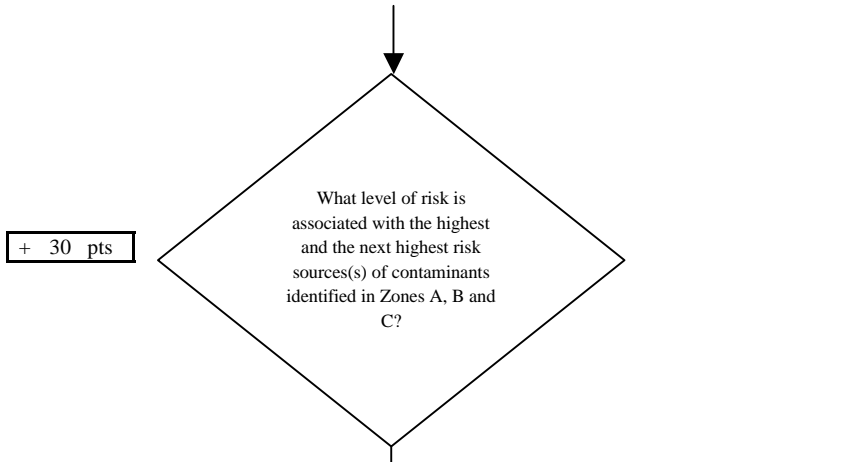 What level of risk is
associated with the highest
and the next highest risk
sources(s) of contaminants
identified in Zones A, B and
C?
+ 30 pts